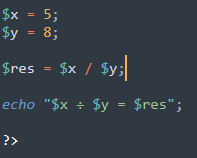 $x = 5;
$y = 8;
$res = $x / $y;
echo "$x ÷ $y = $res";
?>